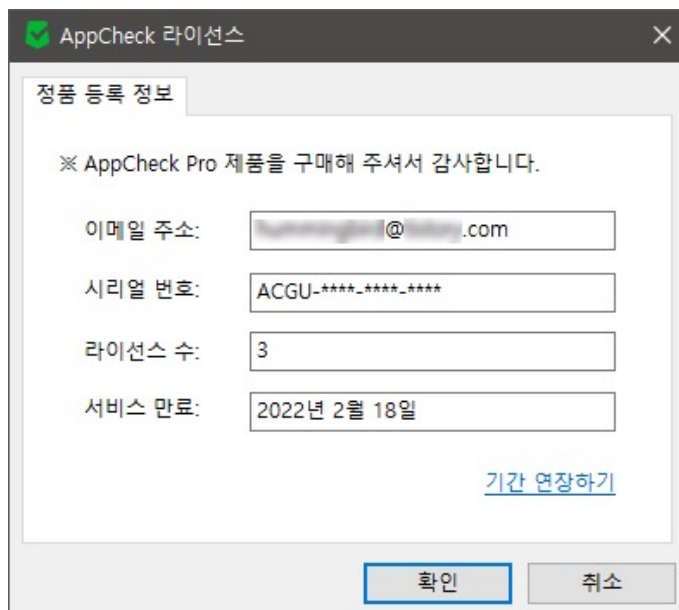 AppCheck 라이선스
정품 등록 정보
※ AppCheck Pro 제품을 구매해 주셔서 감사합니다.
이메일 주소: @ .com
시리얼 번호: ACGU-****-****-****
라이선스 수: 3
서비스 만료: 2022년 2월 18일
기간 연장하기
확인 취소